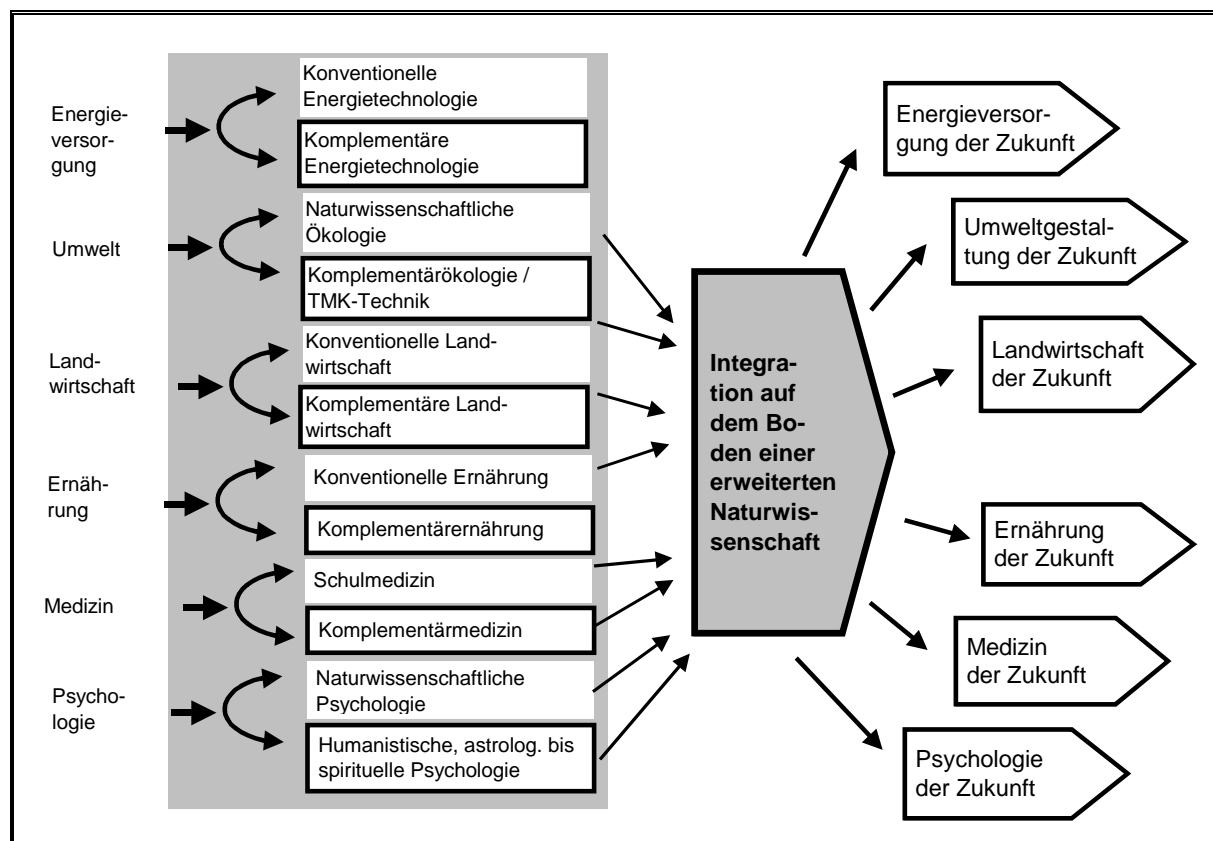 Energie-
versor-
gung
Konventionelle
Energietechnologie
Komplementäre
Energietechnologie
Umwelt
Naturwissenschaftliche
Ökologie
Komplementärökologie /
TMK-Technik
Land-
wirtschaft
Konventionelle Land-
wirtschaft
Komplementäre Land-
wirtschaft
Ernäh-
rung
Konventionelle Ernährung
Komplementärernährung
Medizin
Schulmedizin
Komplementärmedizin
Psycho-
logie
Naturwissenschaftliche
Psychologie
Humanistische, astrolog. bis
spirituelle Psychologie
Integra-
tion auf
dem Bo-
den einer
erweiterten
Naturwis-
senschaft
Energieversor-
gung der Zukunft
Umweltgestal-
tung der Zukunft
Landwirtschaft
der Zukunft
Ernährung
der Zukunft
Medizin
der Zukunft
Psychologie
der Zukunft